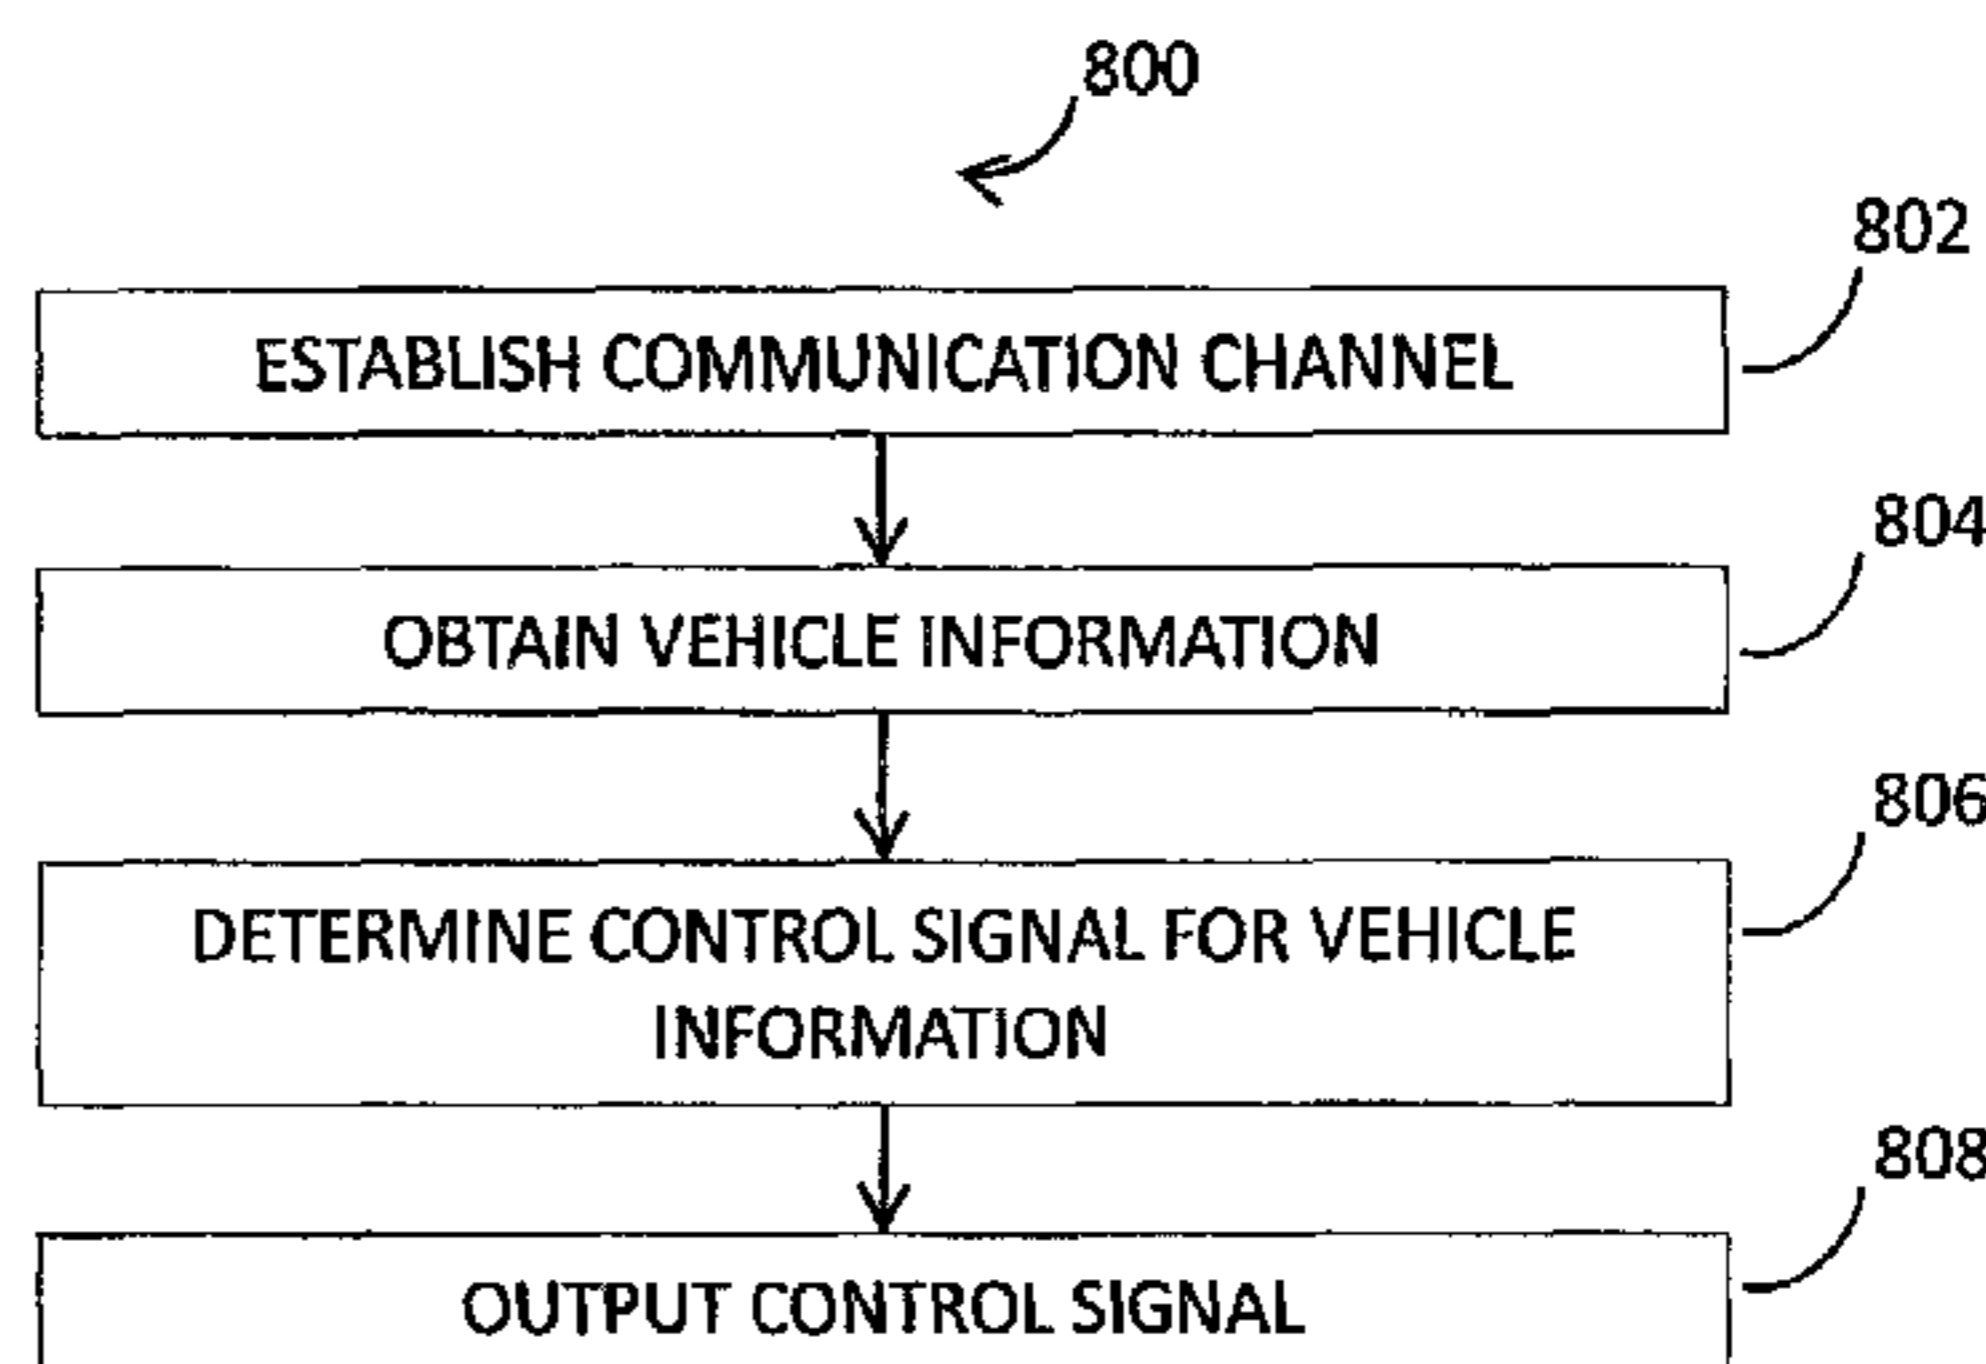 800
802
ESTABLISH COMMUNICATION CHANNEL
804
OBTAIN VEHICLE INFORMATION
806
DETERMINE CONTROL SIGNAL FOR VEHICLE
INFORMATION
808
OUTPUT CONTROL SIGNAL